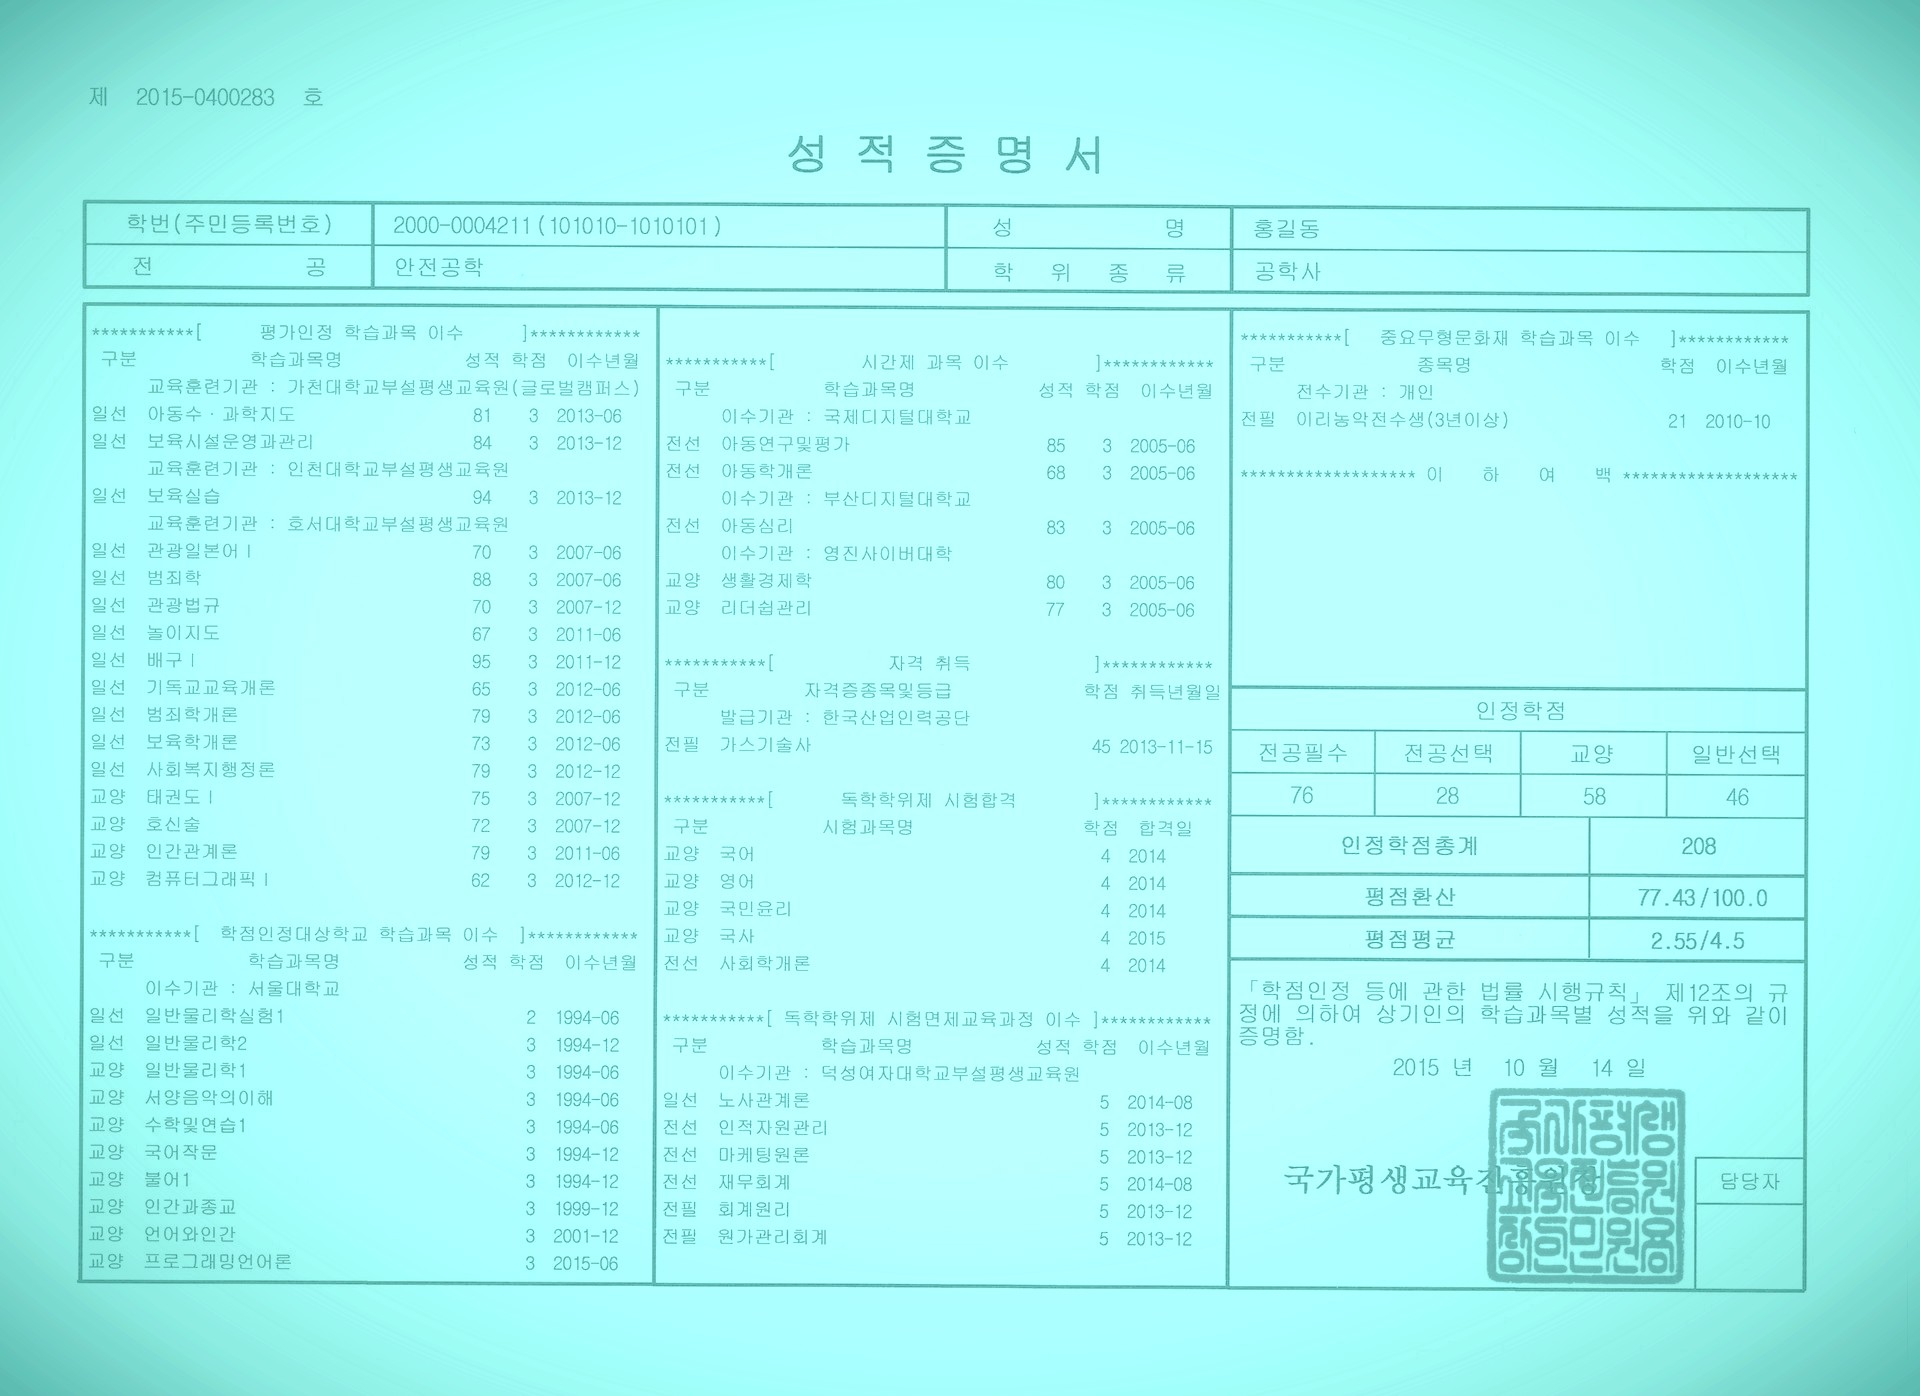 제 2015-0400283 호
성적증명서
학번(주민등록번호) 2000-0004211(101010-1010101) 성 명 홍길동
전 공 안전공학 학 위 종 류 공학사
***********[ 평가인정 학습과목 이수 ]************
구분 학습과목명 성적 학점 이수년월
교육훈련기관 : 가천대학교부설평생교육원(글로벌캠퍼스)
일선 아동수·과학지도 81 3 2013-06
일선 보육시설운영과관리 84 3 2013-12
교육훈련기관 : 인천대학교부설평생교육원
일선 보육실습 94 3 2013-12
교육훈련기관 : 호서대학교부설평생교육원
일선 관광일본어Ⅰ 70 3 2007-06
일선 범죄학 88 3 2007-06
일선 관광법규 70 3 2007-12
일선 놀이지도 67 3 2011-06
일선 배구Ⅰ 95 3 2011-12
일선 기독교교육개론 65 3 2012-06
일선 범죄학개론 79 3 2012-06
일선 보육학개론 73 3 2012-06
일선 사회복지행정론 79 3 2012-12
교양 태권도Ⅰ 75 3 2007-12
교양 호신술 72 3 2007-12
교양 인간관계론 79 3 2011-06
교양 컴퓨터그래픽Ⅰ 62 3 2012-12
***********[ 학점인정대상학교 학습과목 이수 ]************
구분 학습과목명 성적 학점 이수년월
이수기관 : 서울대학교
일선 일반물리학실험1 2 1994-06
일선 일반물리학2 3 1994-12
교양 일반물리학1 3 1994-06
교양 서양음악의이해 3 1994-06
교양 수학및연습1 3 1994-06
교양 국어작문 3 1994-12
교양 불어1 3 1994-12
교양 인간과종교 3 1999-12
교양 언어와인간 3 2001-12
교양 프로그래밍언어론 3 2015-06
***********[ 시간제 과목 이수 ]************
구분 학습과목명 성적 학점 이수년월
이수기관 : 국제디지털대학교
전선 아동연구및평가 85 3 2005-06
전선 아동학개론 68 3 2005-06
이수기관 : 부산디지털대학교
전선 아동심리 83 3 2005-06
이수기관 : 영진사이버대학
교양 생활경제학 80 3 2005-06
교양 리더쉽관리 77 3 2005-06
***********[ 자격 취득 ]************
구분 자격증종목및등급 학점 취득년월일
발급기관 : 한국산업인력공단
전필 가스기술사 45 2013-11-15
***********[ 독학학위제 시험합격 ]************
구분 시험과목명 학점 합격일
교양 국어 4 2014
교양 영어 4 2014
교양 국민윤리 4 2014
교양 국사 4 2015
전선 사회학개론 4 2014
***********[ 독학학위제 시험면제교육과정 이수 ]************
구분 학습과목명 성적 학점 이수년월
이수기관 : 덕성여자대학교부설평생교육원
일선 노사관계론 5 2014-08
전선 인적자원관리 5 2013-12
전선 마케팅원론 5 2013-12
전선 재무회계 5 2014-08
전필 회계원리 5 2013-12
전필 원가관리회계 5 2013-12
***********[ 중요무형문화재 학습과목 이수 ]************
구분 종목명 학점 이수년월
전수기관 : 개인
전필 이리농악전수생(3년이상) 21 2010-10
******************* 이 하 여 백 *******************
인정학점
전공필수 전공선택 교양 일반선택
76 28 58 46
인정학점총계 208
평점환산 77.43/100.0
평점평균 2.55/4.5
「학점인정 등에 관한 법률 시행규칙」 제12조의 규
정에 의하여 상기인의 학습과목별 성적을 위와 같이
증명함.
2015 년 10 월 14 일
국가평생교육진흥원장
담당자